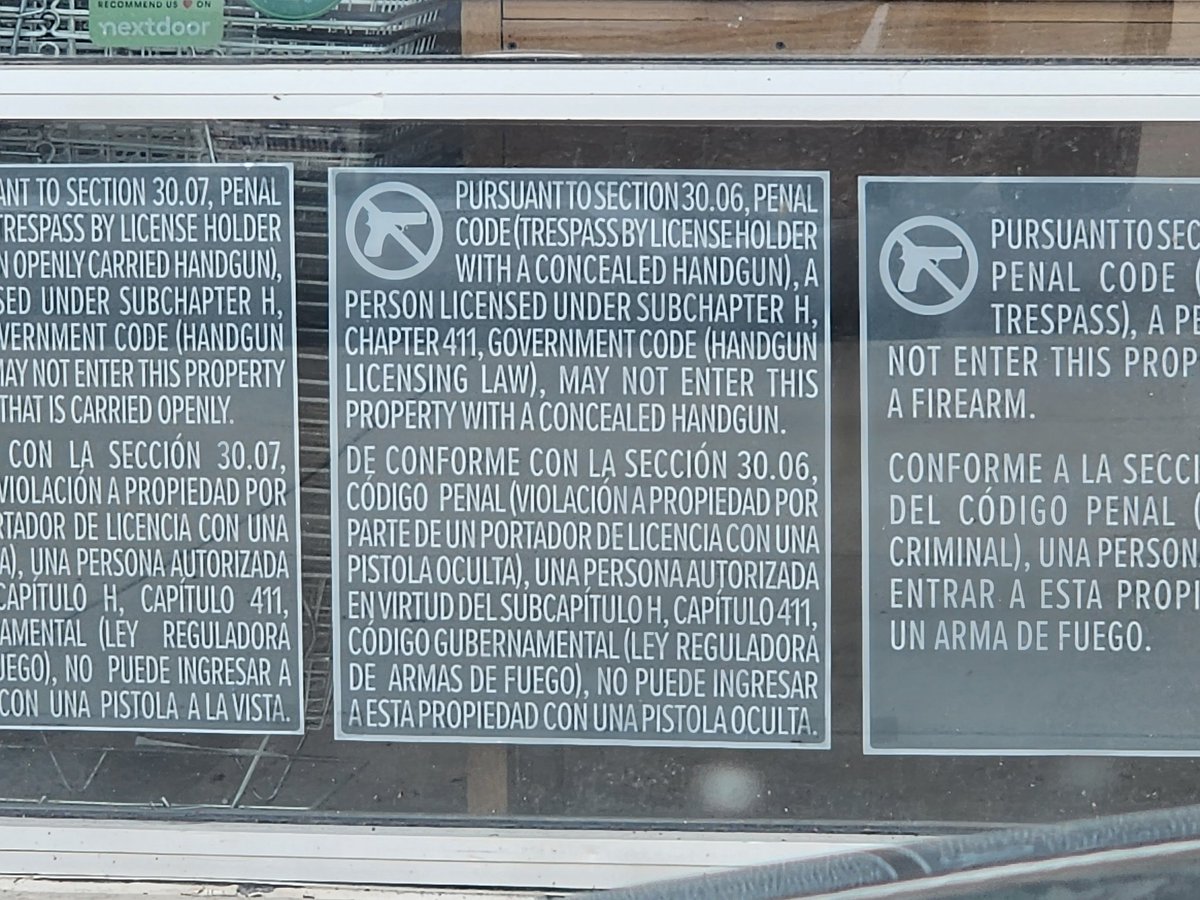 RECOMMEND US ON
nextdoor
ANT TO SECTION 30.07, PENAL
TRESPASS BY LICENSE HOLDER
N OPENLY CARRIED HANDGUN),
SED UNDER SUBCHAPTER H,
VERNMENT CODE (HANDGUN
MAY NOT ENTER THIS PROPERTY
THAT IS CARRIED OPENLY.
CON LA SECCIÓN 30.07,
VIOLACIÓN A PROPIEDAD POR
RTADOR DE LICENCIA CON UNA
A), UNA PERSONA AUTORIZADA
CAPÍTULO H, CAPÍTULO 411,
AMENTAL (LEY REGULADORA
UEGO), NO PUEDE INGRESAR A
CON UNA PISTOLA A LA VISTA.
PURSUANT TO SECTION 30.06, PENAL
CODE (TRESPASS BY LICENSE HOLDER
WITH A CONCEALED HANDGUN), A
PERSON LICENSED UNDER SUBCHAPTER H,
CHAPTER 411, GOVERNMENT CODE (HANDGUN
LICENSING LAW), MAY NOT ENTER THIS
PROPERTY WITH A CONCEALED HANDGUN.
DE CONFORME CON LA SECCIÓN 30.06,
CÓDIGO PENAL (VIOLACIÓN A PROPIEDAD POR
PARTE DE UN PORTADOR DE LICENCIA CON UNA
PISTOLA OCULTA), UNA PERSONA AUTORIZADA
EN VIRTUD DEL SUBCAPÍTULO H, CAPÍTULO 411,
CÓDIGO GUBERNAMENTAL (LEY REGULADORA
DE ARMAS DE FUEGO), NO PUEDE INGRESAR
A ESTA PROPIEDAD CON UNA PISTOLA OCULTA.
PURSUANT TO SEC
PENAL CODE (
TRESPASS), A PE
NOT ENTER THIS PROP
A FIREARM.
CONFORME A LA SECCI
DEL CÓDIGO PENAL
CRIMINAL), UNA PERSON
ENTRAR A ESTA PROPI
UN ARMA DE FUEGO.